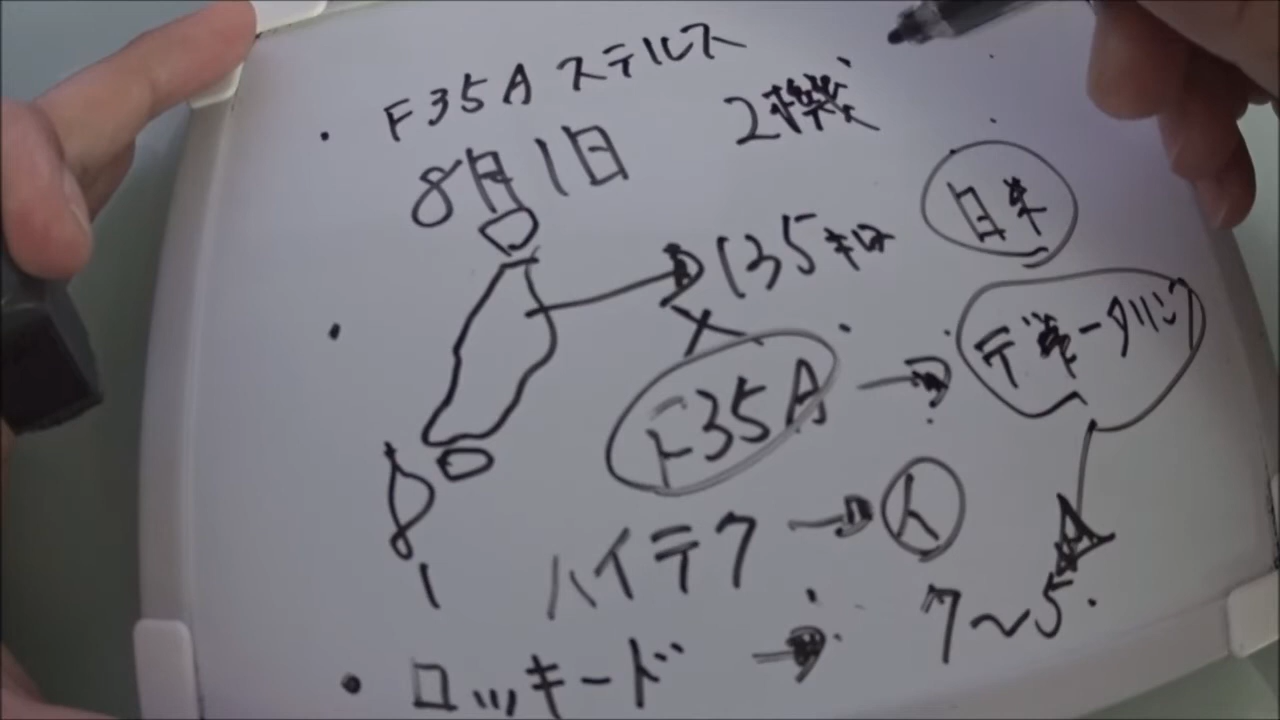 ・F35A ステルス
8月1日
2機
日米
135キロ
F35A
データリン
ハイテク→人
7~5.
・ロッキード→